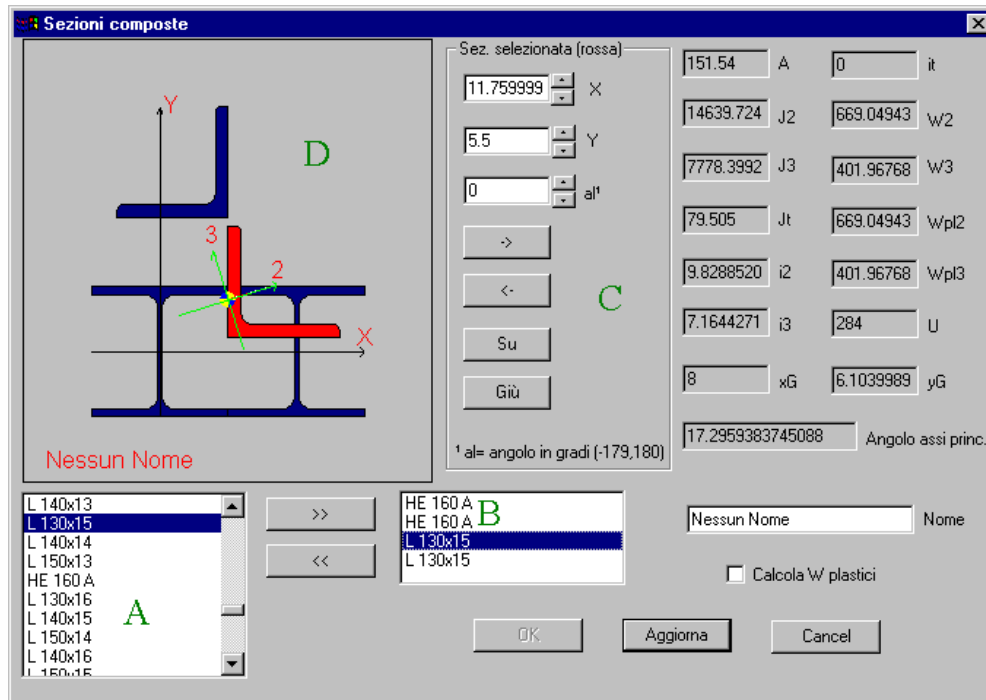 Sezioni composte
Y
D
3
2
X
Nessun Nome
Sez. selezionata (rossa)
11.759999 X
5.5 Y
0 al¹
->
<-
C
Su
Giù
¹ al= angolo in gradi (-179,180)
151.54 A 0 it
14639.724 J2 669.04943 W2
7778.3992 J3 401.96768 W3
79.505 Jt 669.04943 Wpl2
9.8288520 i2 401.96768 Wpl3
7.1644271 i3 284 U
8 xG 6.1039989 yG
17.2959383745088 Angolo assi princ.
L 140x13
L 130x15
L 140x14
L 150x13
HE 160 A
L 130x16
L 140x15
L 150x14
L 140x16
L 150x15
A
>>
<<
HE 160 A
HE 160 A
L 130x15
L 130x15
B
Nessun Nome Nome
Calcola W plastici
OK Aggiorna Cancel